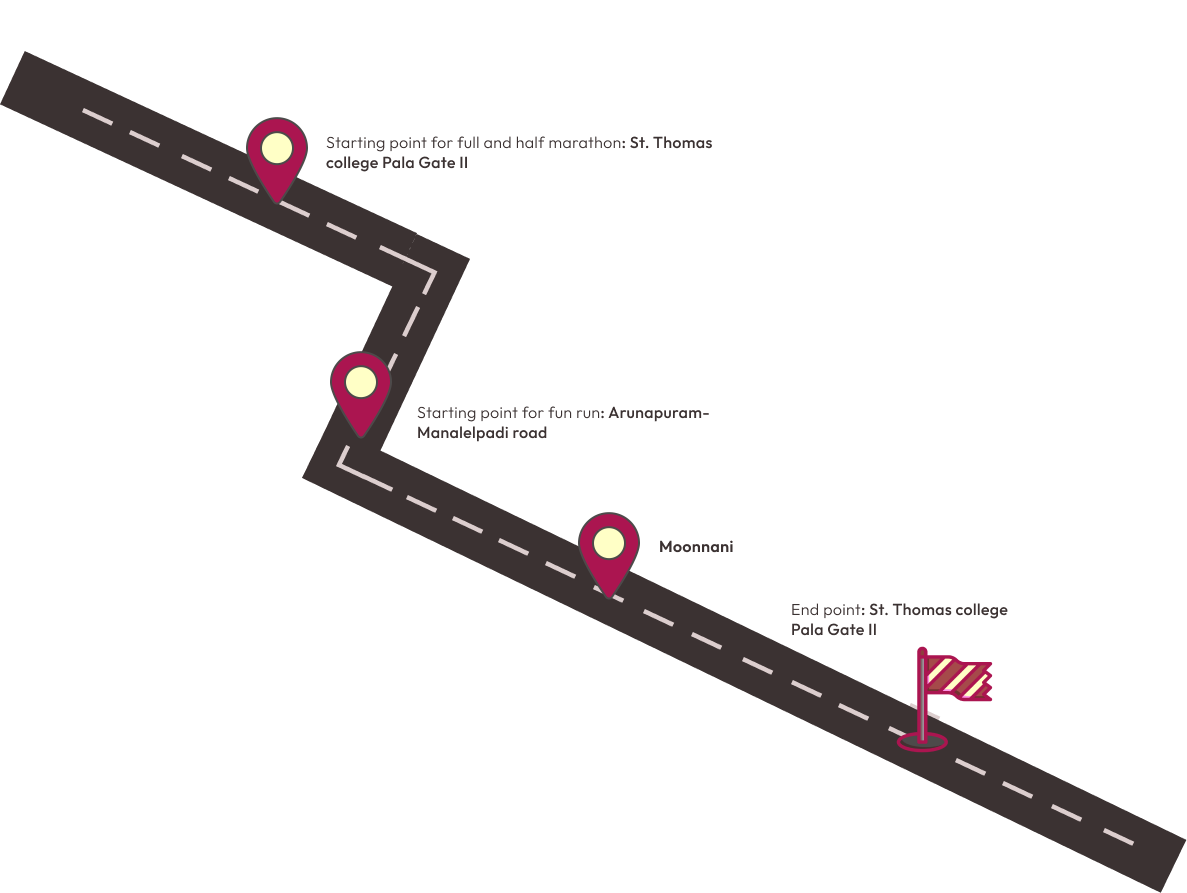 Starting point for full and half marathon: St. Thomas
college Pala Gate II
Starting point for fun run: Arunapuram-
Manalelpadi road
Moonnani
End point: St. Thomas college
Pala Gate II